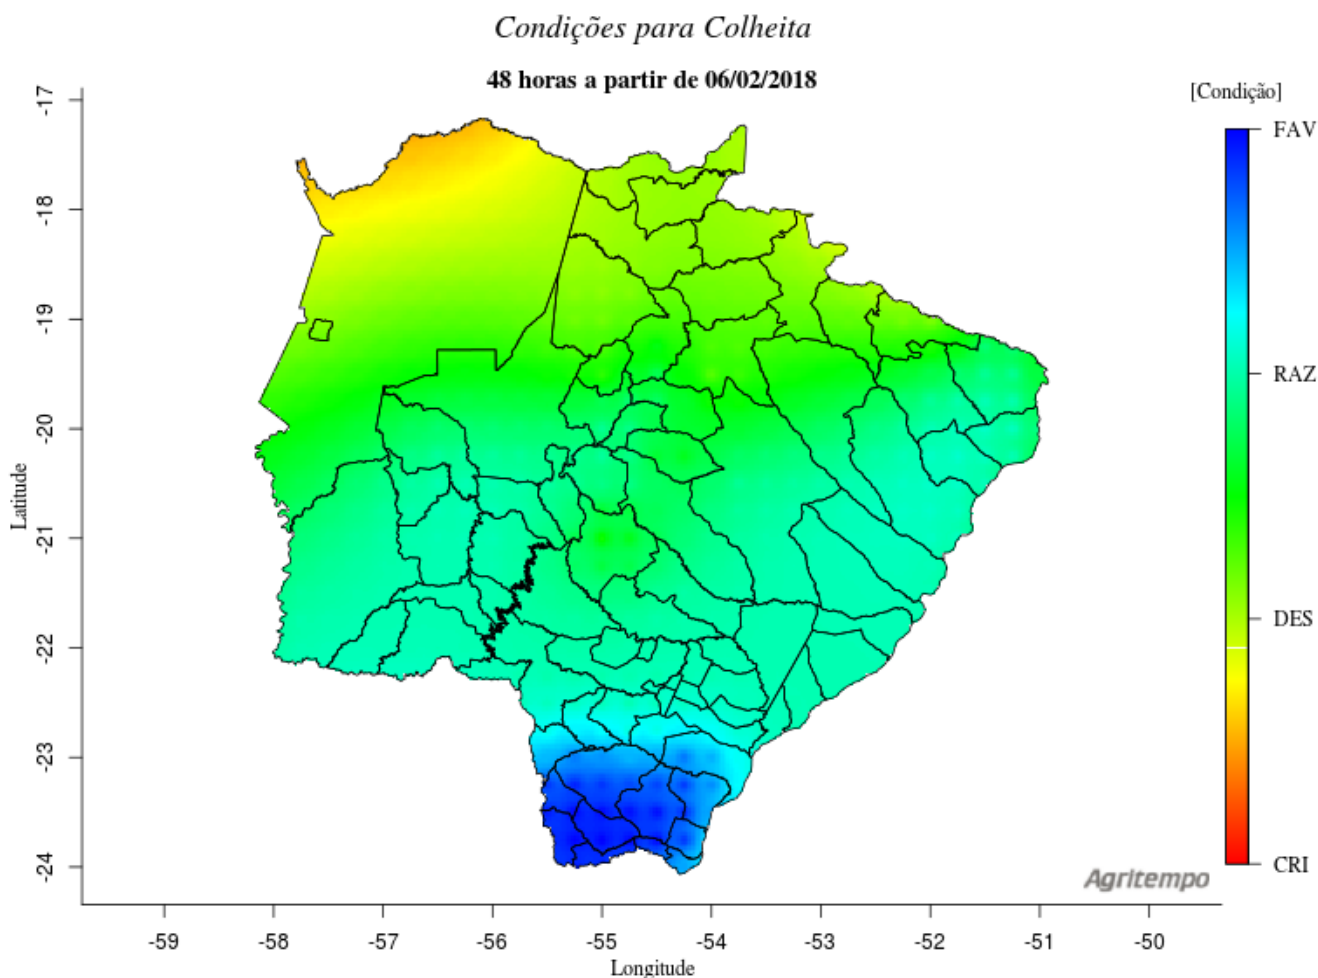 Condições para Colheita
48 horas a partir de 06/02/2018
[Condição]
FAV
RAZ
DES
CRI
Latitude
-17
-18
-19
-20
-21
-22
-23
-24
Agritempo
-59
-58
-57
-56
-55
-54
-53
-52
-51
-50
Longitude